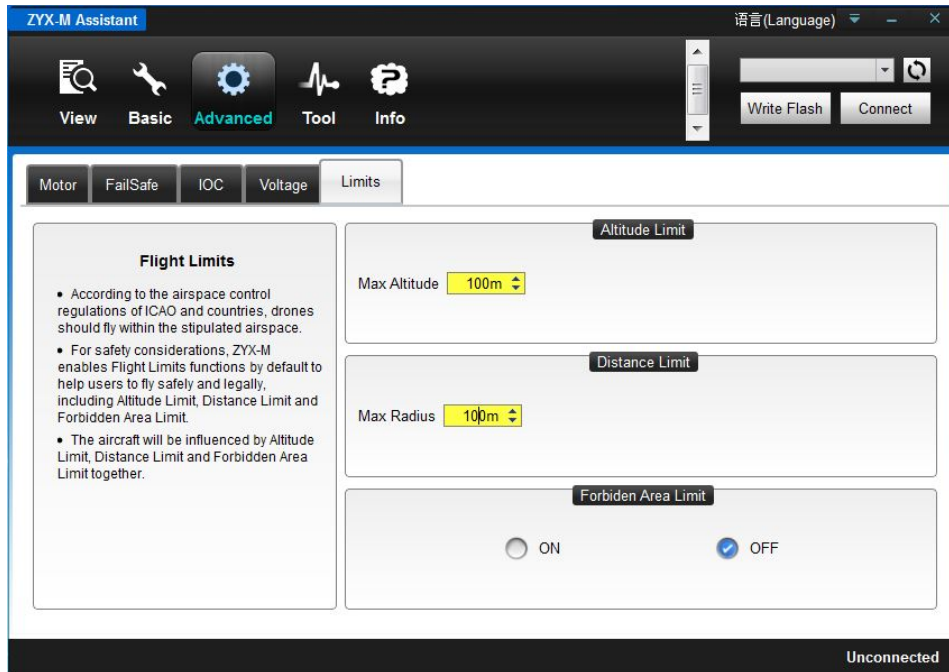 ZYX-M Assistant
语言(Language)
View Basic Advanced Tool Info
Write Flash Connect
Motor FailSafe IOC Voltage Limits
Flight Limits
• According to the airspace control
regulations of ICAO and countries, drones
should fly within the stipulated airspace.
• For safety considerations, ZYX-M
enables Flight Limits functions by default to
help users to fly safely and legally,
including Altitude Limit, Distance Limit and
Forbidden Area Limit.
• The aircraft will be influenced by Altitude
Limit, Distance Limit and Forbidden Area
Limit together.
Altitude Limit
Max Altitude 100m
Distance Limit
Max Radius 100m
Forbiden Area Limit
ON OFF
Unconnected